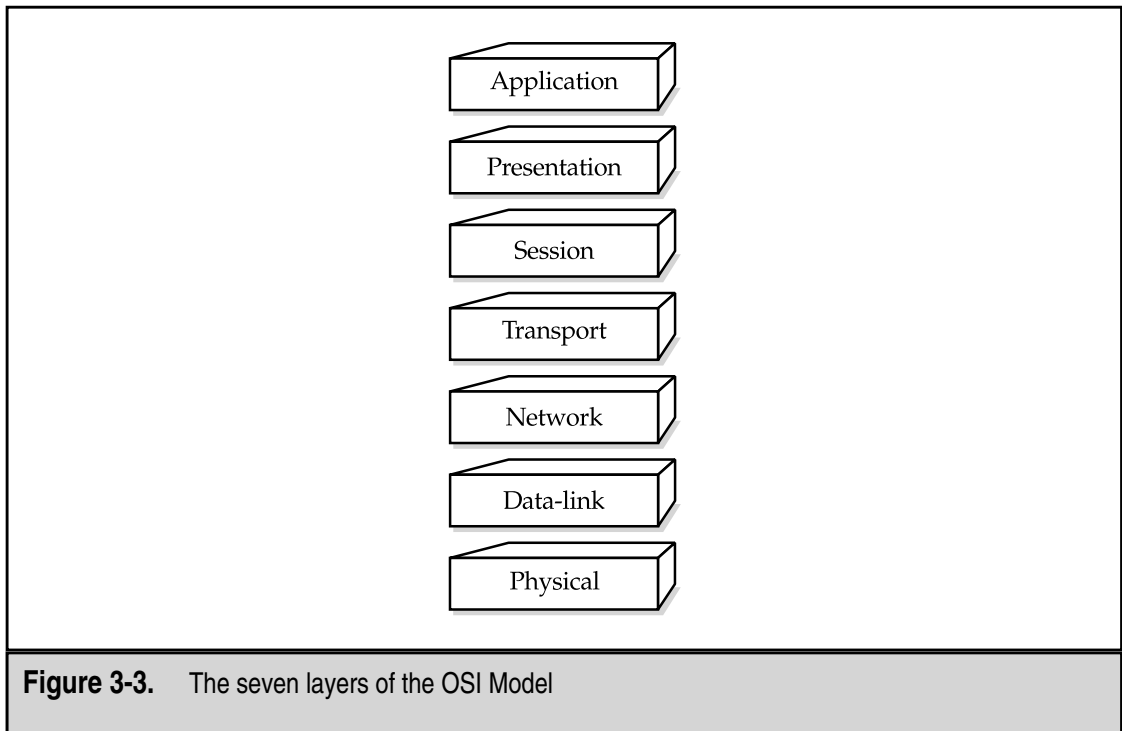 Application
Presentation
Session
Transport
Network
Data-link
Physical
Figure 3-3. The seven layers of the OSI Model